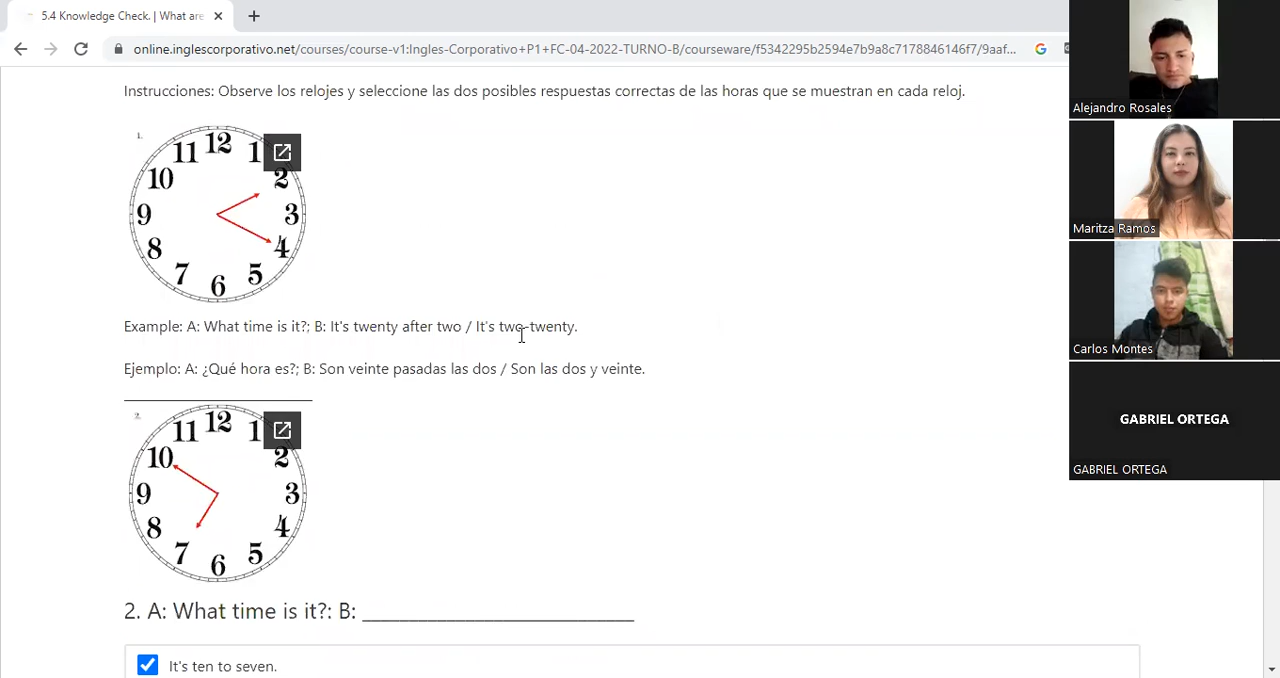 5.4 Knowledge Check. | What are
online.inglescorporativo.net/courses/course-v1:Ingles-Corporativo+P1+FC-04-2022-TURNO-B/courseware/f5342295b2594e7b9a8c7178846146f7/9aaf...
Instrucciones: Observe los relojes y seleccione las dos posibles respuestas correctas de las horas que se muestran en cada reloj.
1.
12
11 1
10 2
9 3
8 4
7 5
6
Example: A: What time is it?; B: It's twenty after two / It's two-twenty.
Ejemplo: A: ¿Qué hora es?; B: Son veinte pasadas las dos / Son las dos y veinte.
2.
12
11 1
10 2
9 3
8 4
7 5
6
2. A: What time is it?: B: ____________________________
It's ten to seven.
Alejandro Rosales
Maritza Ramos
Carlos Montes
GABRIEL ORTEGA
GABRIEL ORTEGA